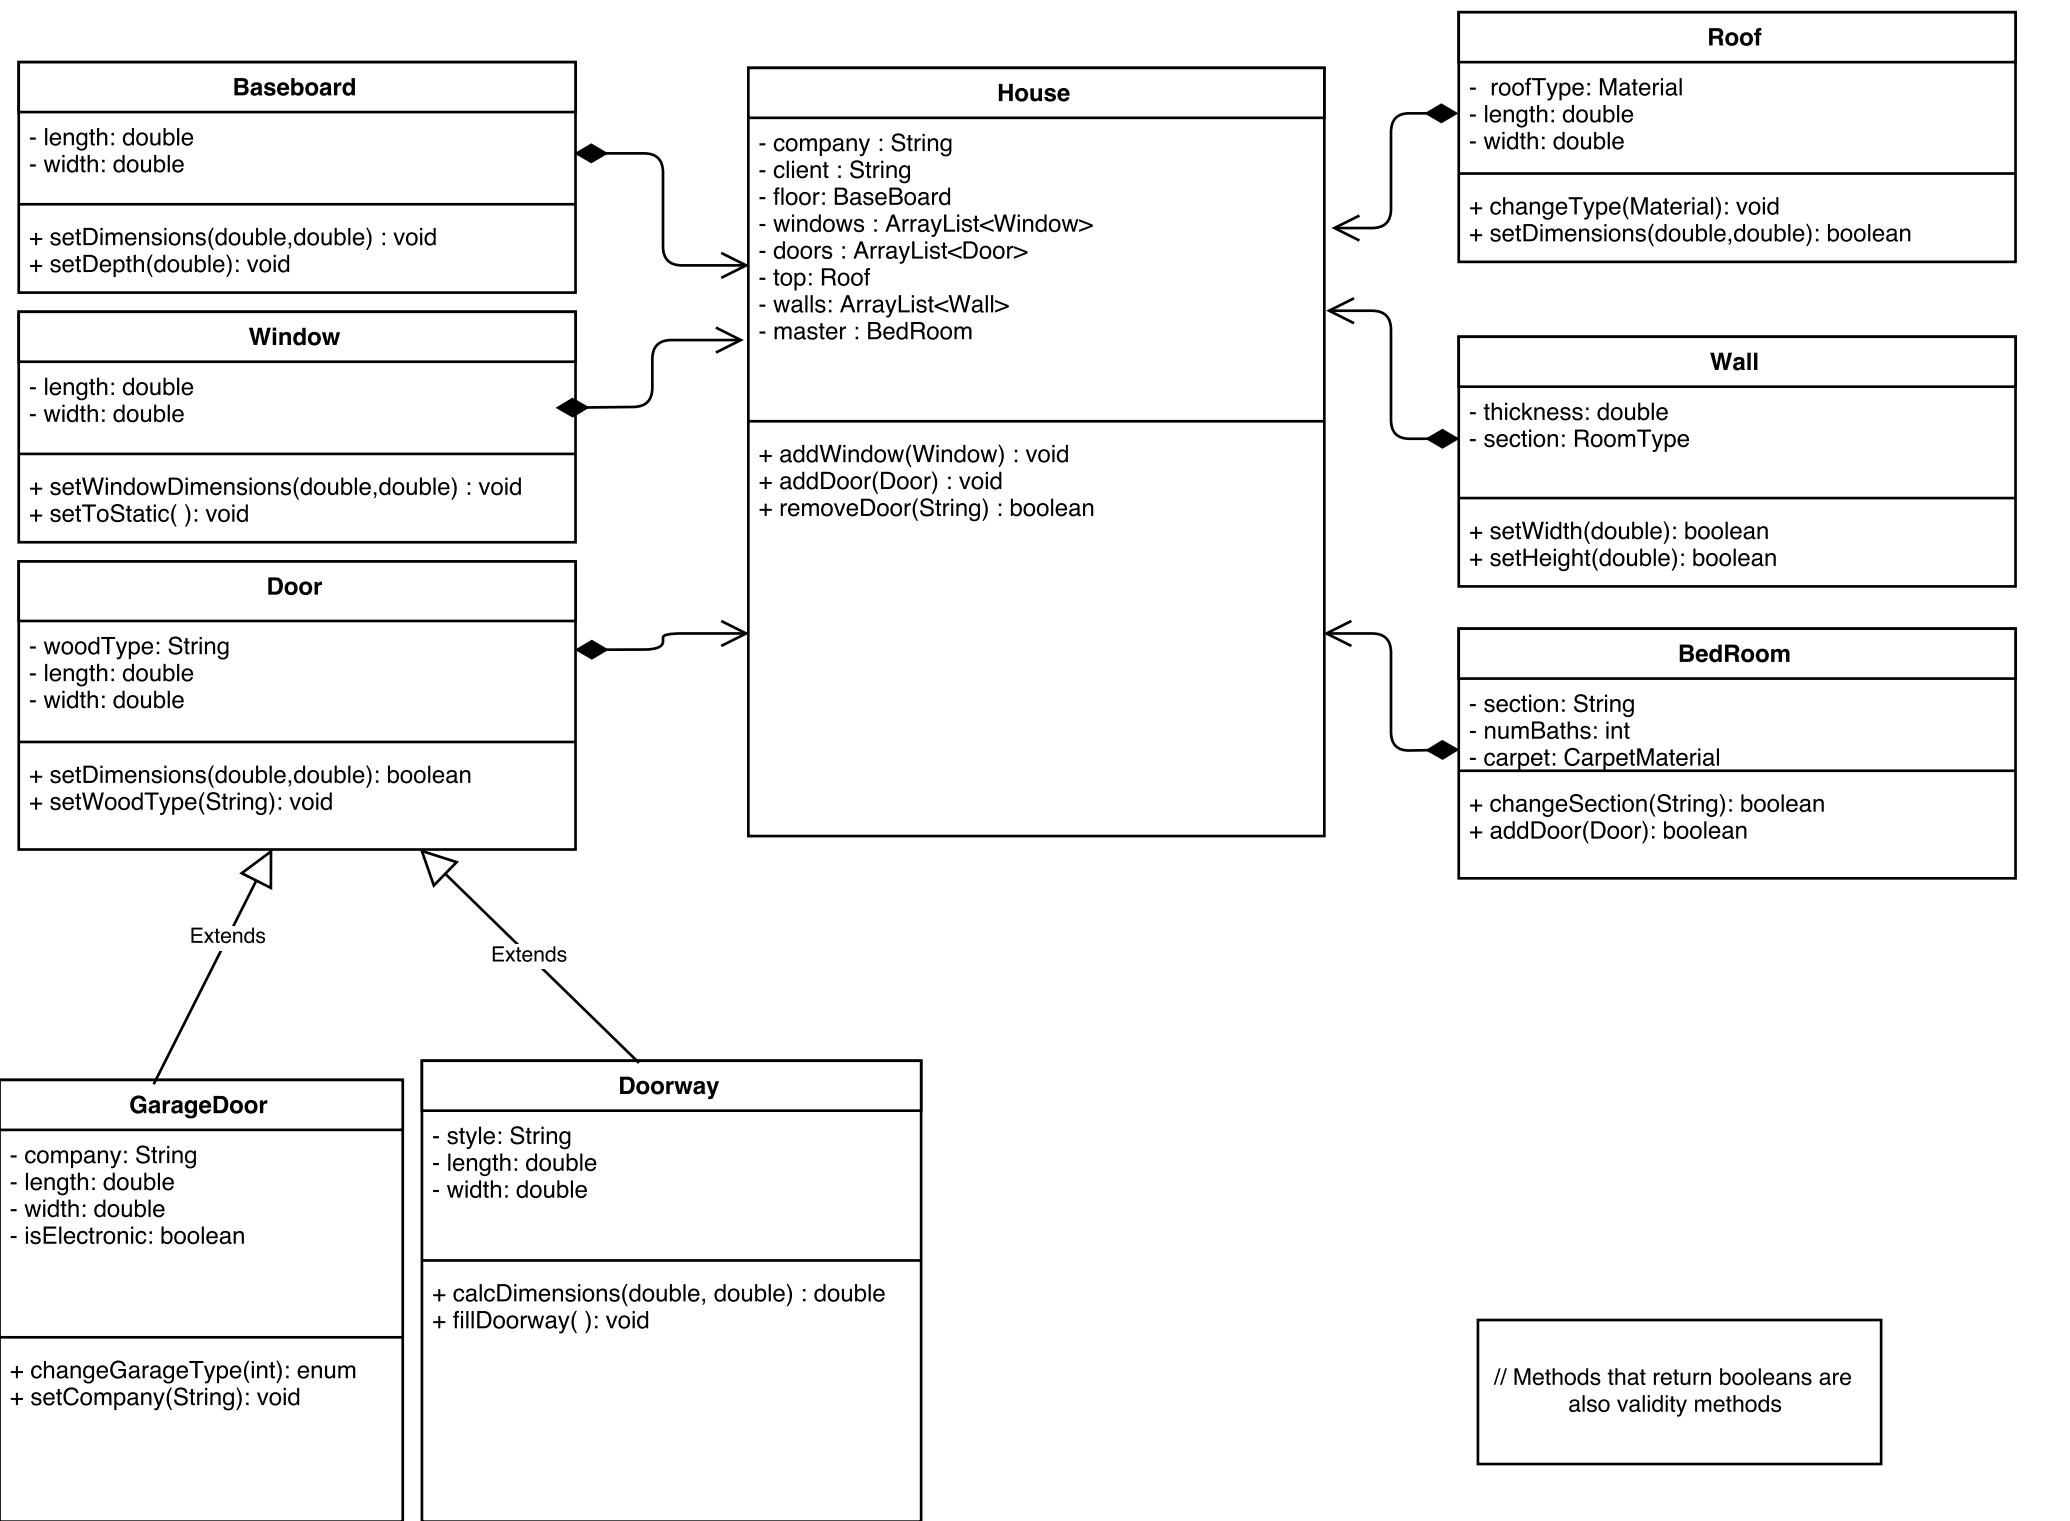 Baseboard
- length: double
- width: double
+ setDimensions(double,double) : void
+ setDepth(double): void
Window
- length: double
- width: double
+ setWindowDimensions(double,double) : void
+ setToStatic( ): void
Door
- woodType: String
- length: double
- width: double
+ setDimensions(double,double): boolean
+ setWoodType(String): void
House
- company : String
- client : String
- floor: BaseBoard
- windows : ArrayList<Window>
- doors : ArrayList<Door>
- top: Roof
- walls: ArrayList<Wall>
- master : BedRoom
+ addWindow(Window) : void
+ addDoor(Door) : void
+ removeDoor(String) : boolean
Roof
- roofType: Material
- length: double
- width: double
+ changeType(Material): void
+ setDimensions(double,double): boolean
Wall
- thickness: double
- section: RoomType
+ setWidth(double): boolean
+ setHeight(double): boolean
BedRoom
- section: String
- numBaths: int
- carpet: CarpetMaterial
+ changeSection(String): boolean
+ addDoor(Door): boolean
Extends
Extends
GarageDoor
- company: String
- length: double
- width: double
- isElectronic: boolean
+ changeGarageType(int): enum
+ setCompany(String): void
Doorway
- style: String
- length: double
- width: double
+ calcDimensions(double, double) : double
+ fillDoorway( ): void
// Methods that return booleans are
also validity methods